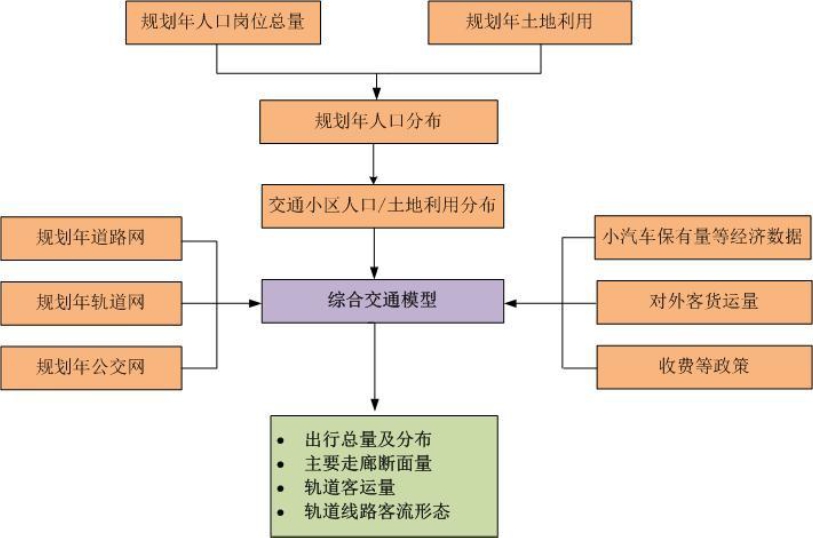 规划年人口岗位总量
规划年土地利用
规划年人口分布
交通小区人口/土地利用分布
规划年道路网
小汽车保有量等经济数据
规划年轨道网
综合交通模型
对外客货运量
规划年公交网
收费等政策
• 出行总量及分布
• 主要走廊断面量
• 轨道客运量
• 轨道线路客流形态